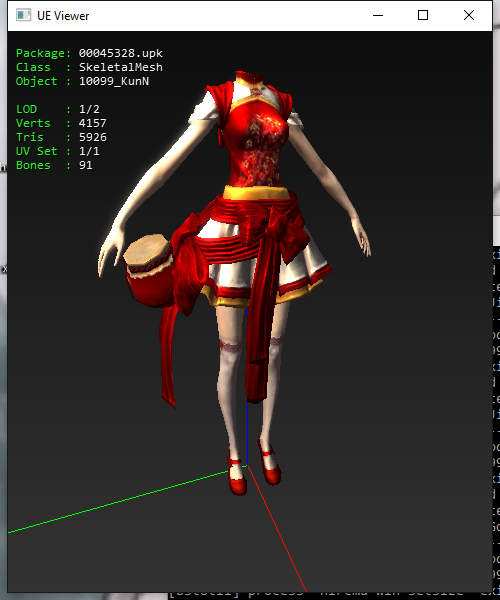 UE Viewer
Package: 00045328.upk
Class : SkeletalMesh
Object : 10099_KunN
LOD : 1/2
Verts : 4157
Tris : 5926
UV Set : 1/1
Bones : 91